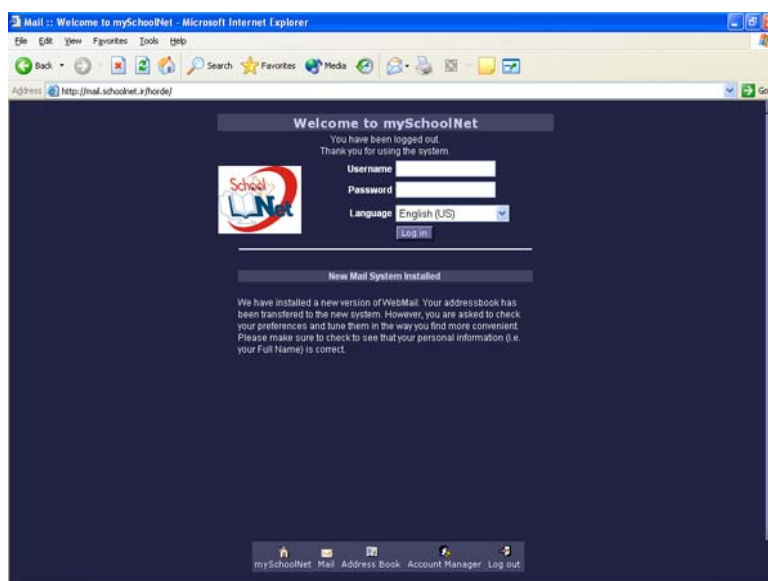 Mail :: Welcome to mySchoolNet - Microsoft Internet Explorer
File Edit View Favorites Tools Help
Back Search Favorites Media
Address http://mail.schoolnet.ir/horde/ Go
Welcome to mySchoolNet
You have been logged out.
Thank you for using the system.
School Net
Username
Password
Language English (US)
Log in
New Mail System Installed
We have installed a new version of WebMail. Your addressbook has
been transfered to the new system. However, you are asked to check
your preferences and tune them in the way you find more convenient.
Please make sure to check to see that your personal information (i.e.
your Full Name) is correct.
mySchoolNet Mail Address Book Account Manager Log out